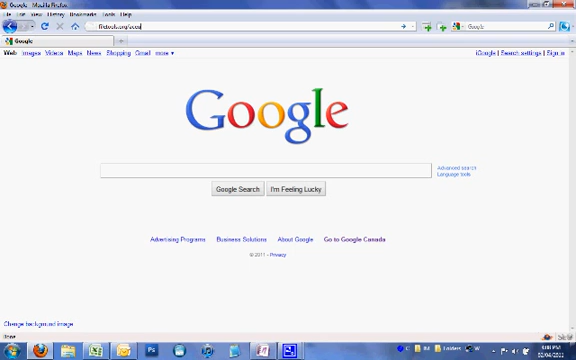 Google - Mozilla Firefox
File Edit View History Bookmarks Tools Help
Google
Google
Web Images Videos Maps News Shopping Gmail more ▾
iGoogle | Search settings | Sign in
Google
Advanced search
Language tools
Google Search I'm Feeling Lucky
Advertising Programs Business Solutions About Google Go to Google Canada
© 2011 - Privacy
Change background image
Done